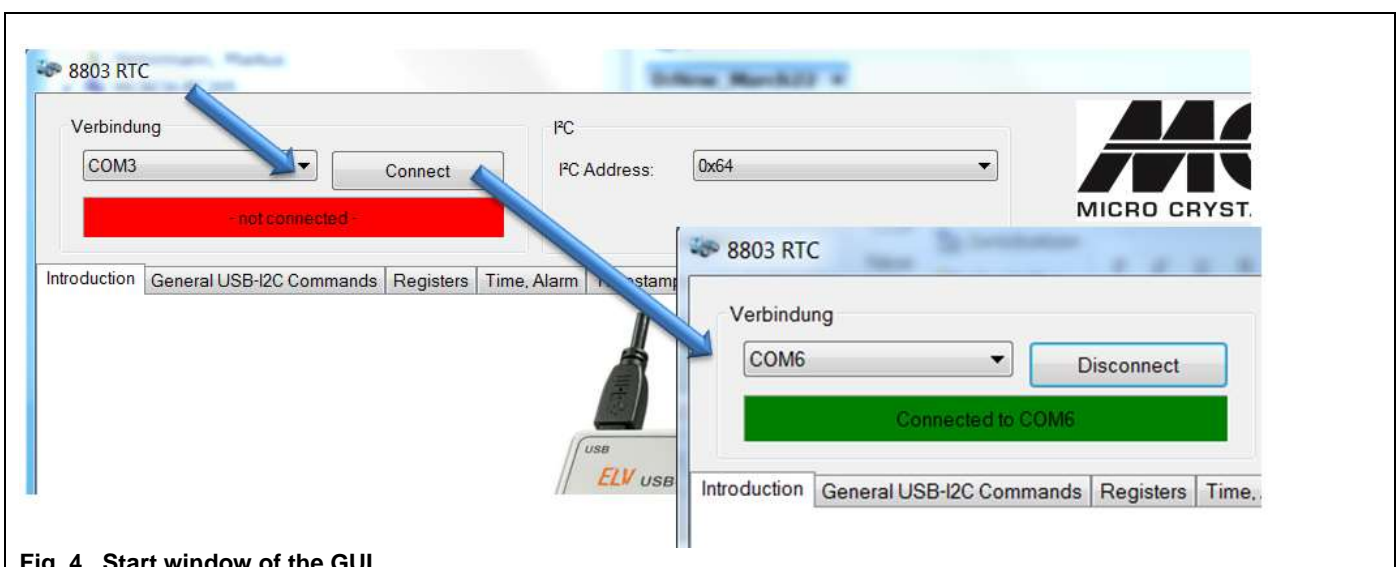 8803 RTC
Verbindung
COM3
Connect
- not connected -
I²C
I²C Address:
0x64
MICRO CRYST
Introduction
General USB-I2C Commands
Registers
Time, Alarm
USB
ELV USB
8803 RTC
Verbindung
COM6
Disconnect
Connected to COM6
Introduction
General USB-I2C Commands
Registers
Time,
Fig. 4 Start window of the GUI